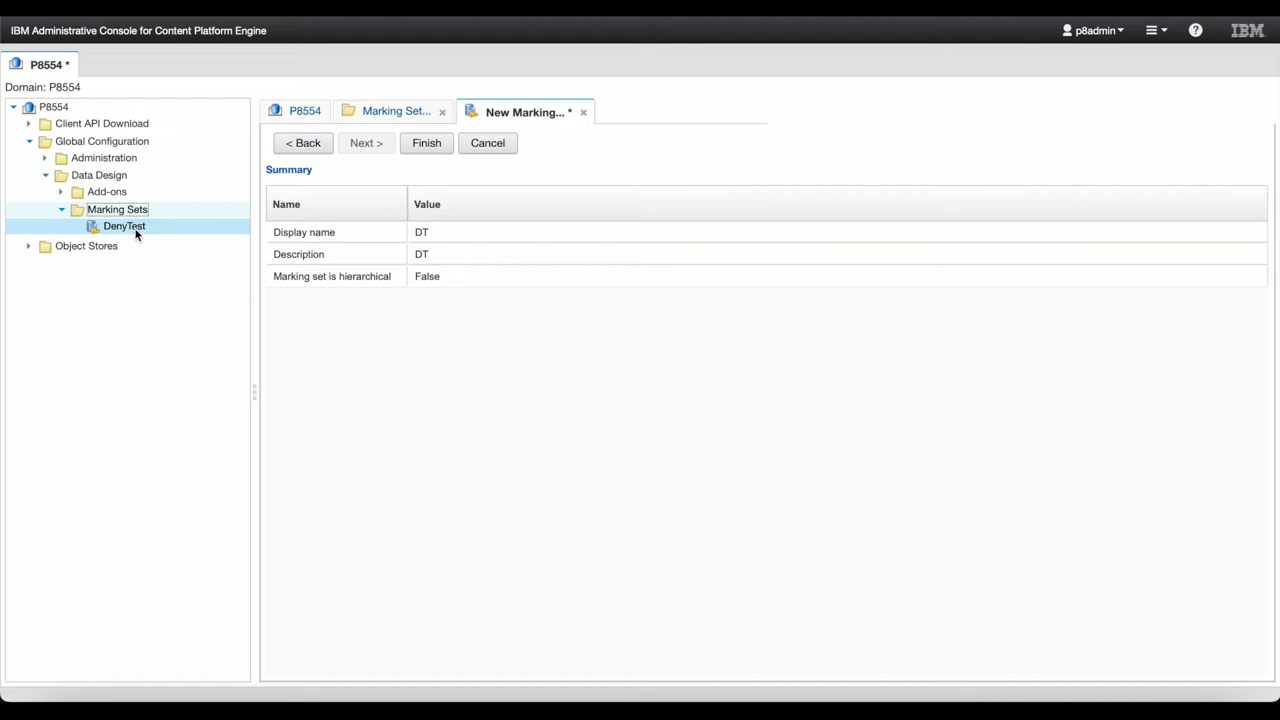 IBM Administrative Console for Content Platform Engine
p8admin
?
IBM
P8554 *
Domain: P8554
P8554
Client API Download
Global Configuration
Administration
Data Design
Add-ons
Marking Sets
DenyTest
Object Stores
P8554
Marking Set...
New Marking... *
< Back
Next >
Finish
Cancel
Summary
Name Value
Display name DT
Description DT
Marking set is hierarchical False